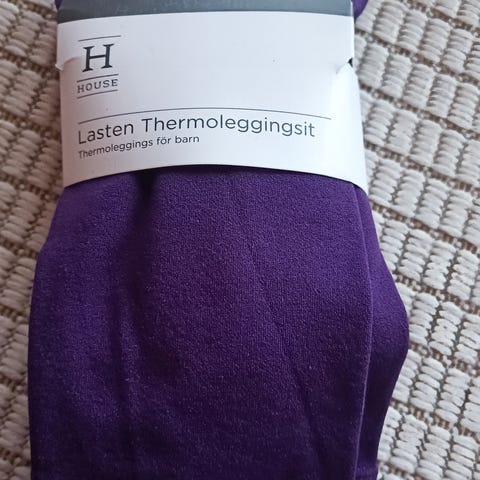 H
HOUSE
Lasten Thermoleggingsit
Thermoleggings för barn